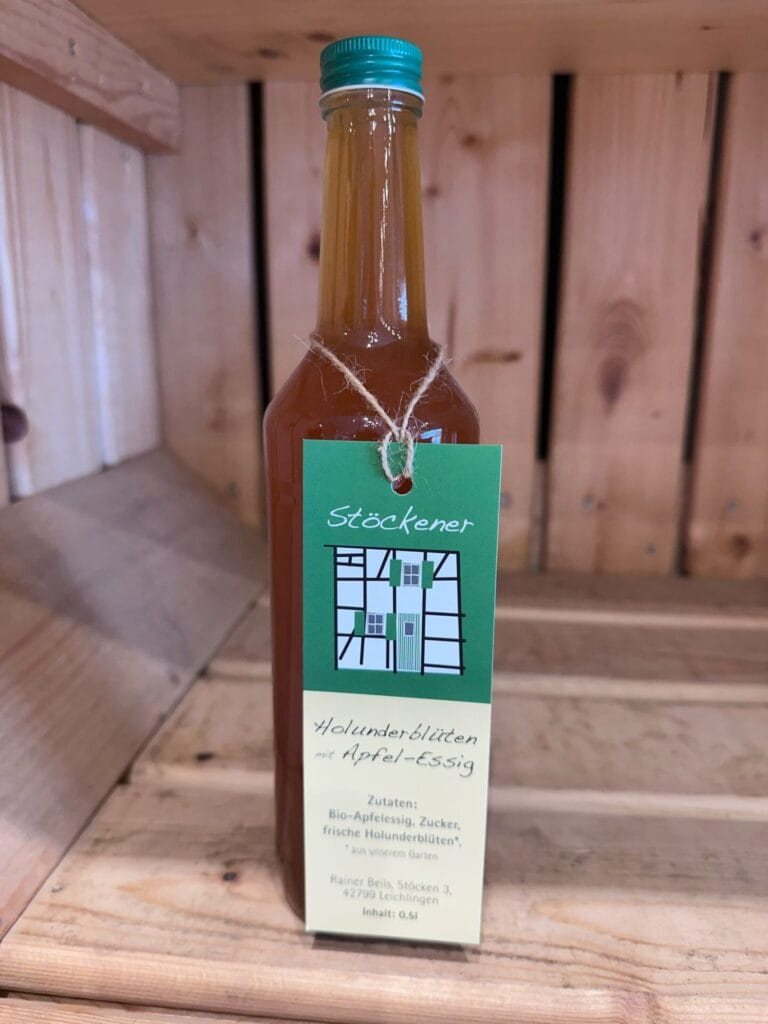 Stöckener
Holunderblüten
mit Apfel-Essig
Zutaten:
Bio-Apfelessig, Zucker,
frische Holunderblüten*,
* aus unserem Garten
Rainer Beils, Stöcken 3,
42799 Leichlingen
Inhalt: 0,5l